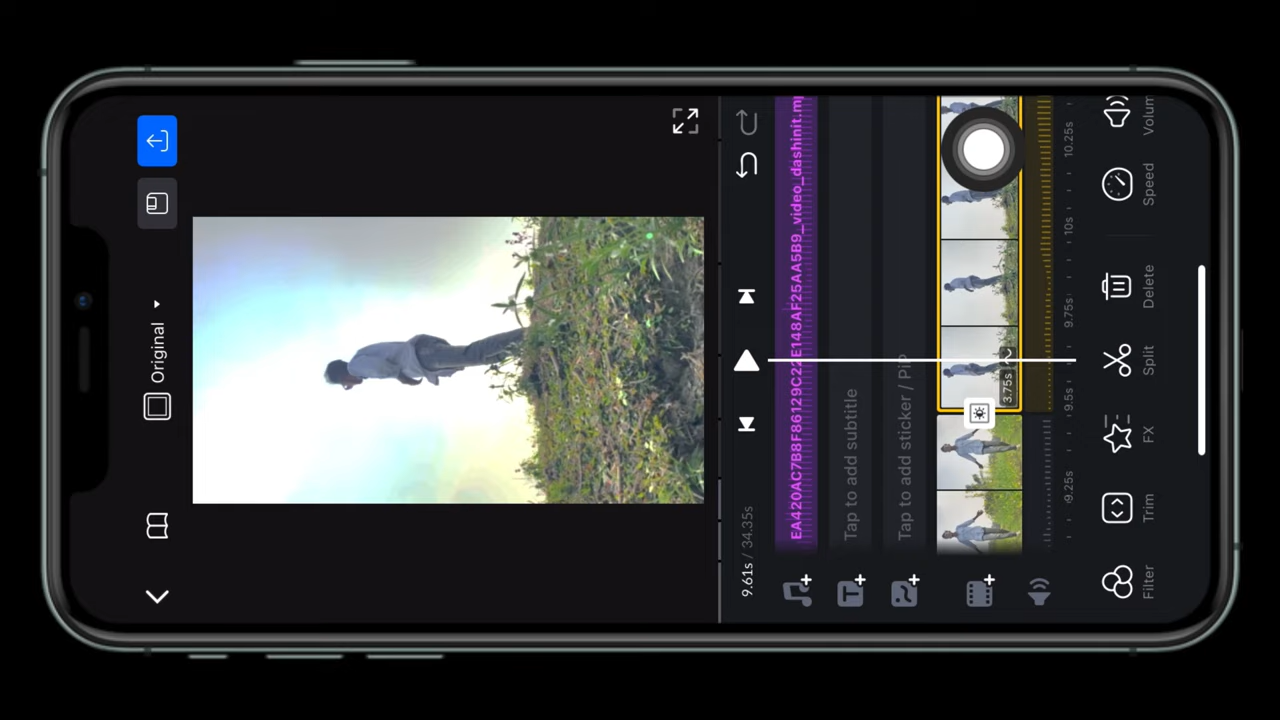 Original
9.61s / 34.35s
EA420AC7B8F86129C22E148AF25AA5B9_video_dashinit.m
Tap to add subtitle
Tap to add sticker / PiP
3.75s
9.25s
9.5s
9.75s
10s
10.25s
Filter
Trim
FX
Split
Delete
Speed
Volum